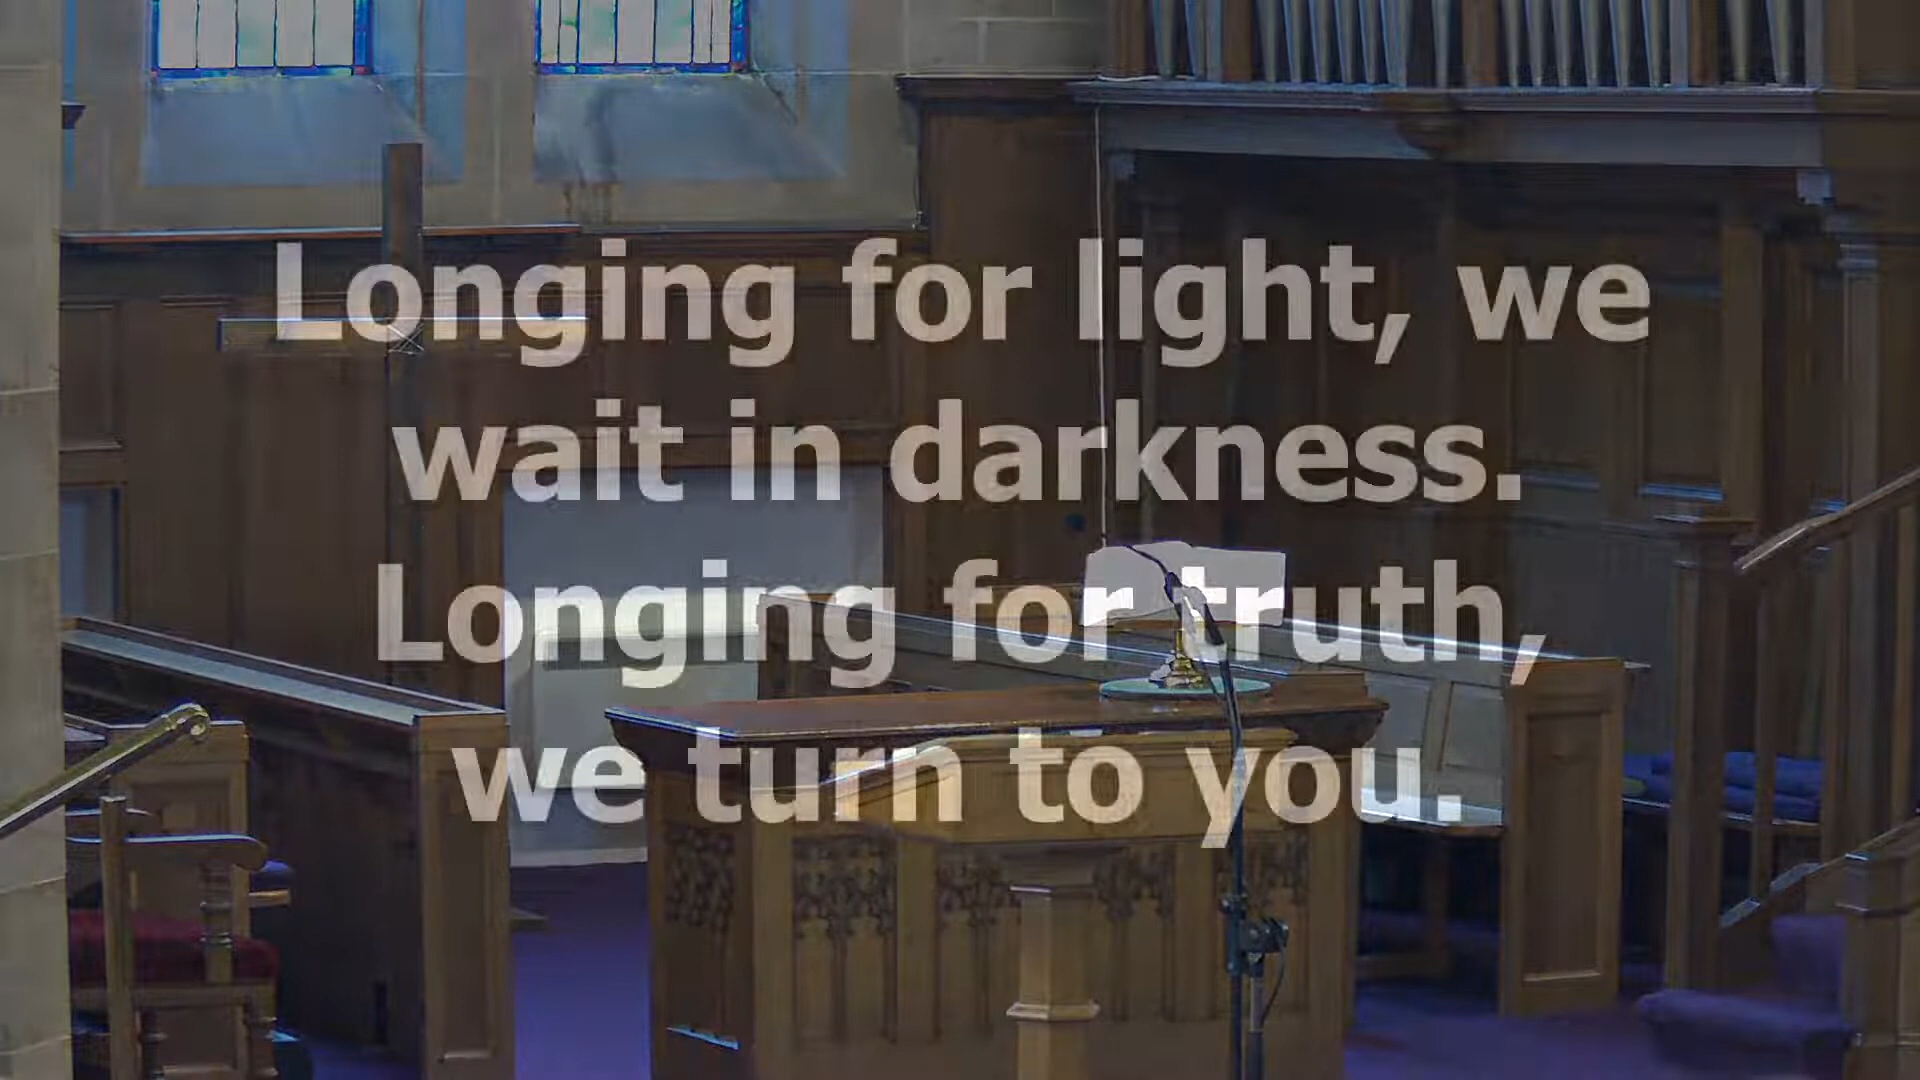 Longing for light, we
wait in darkness.
Longing for truth,
we turn to you.